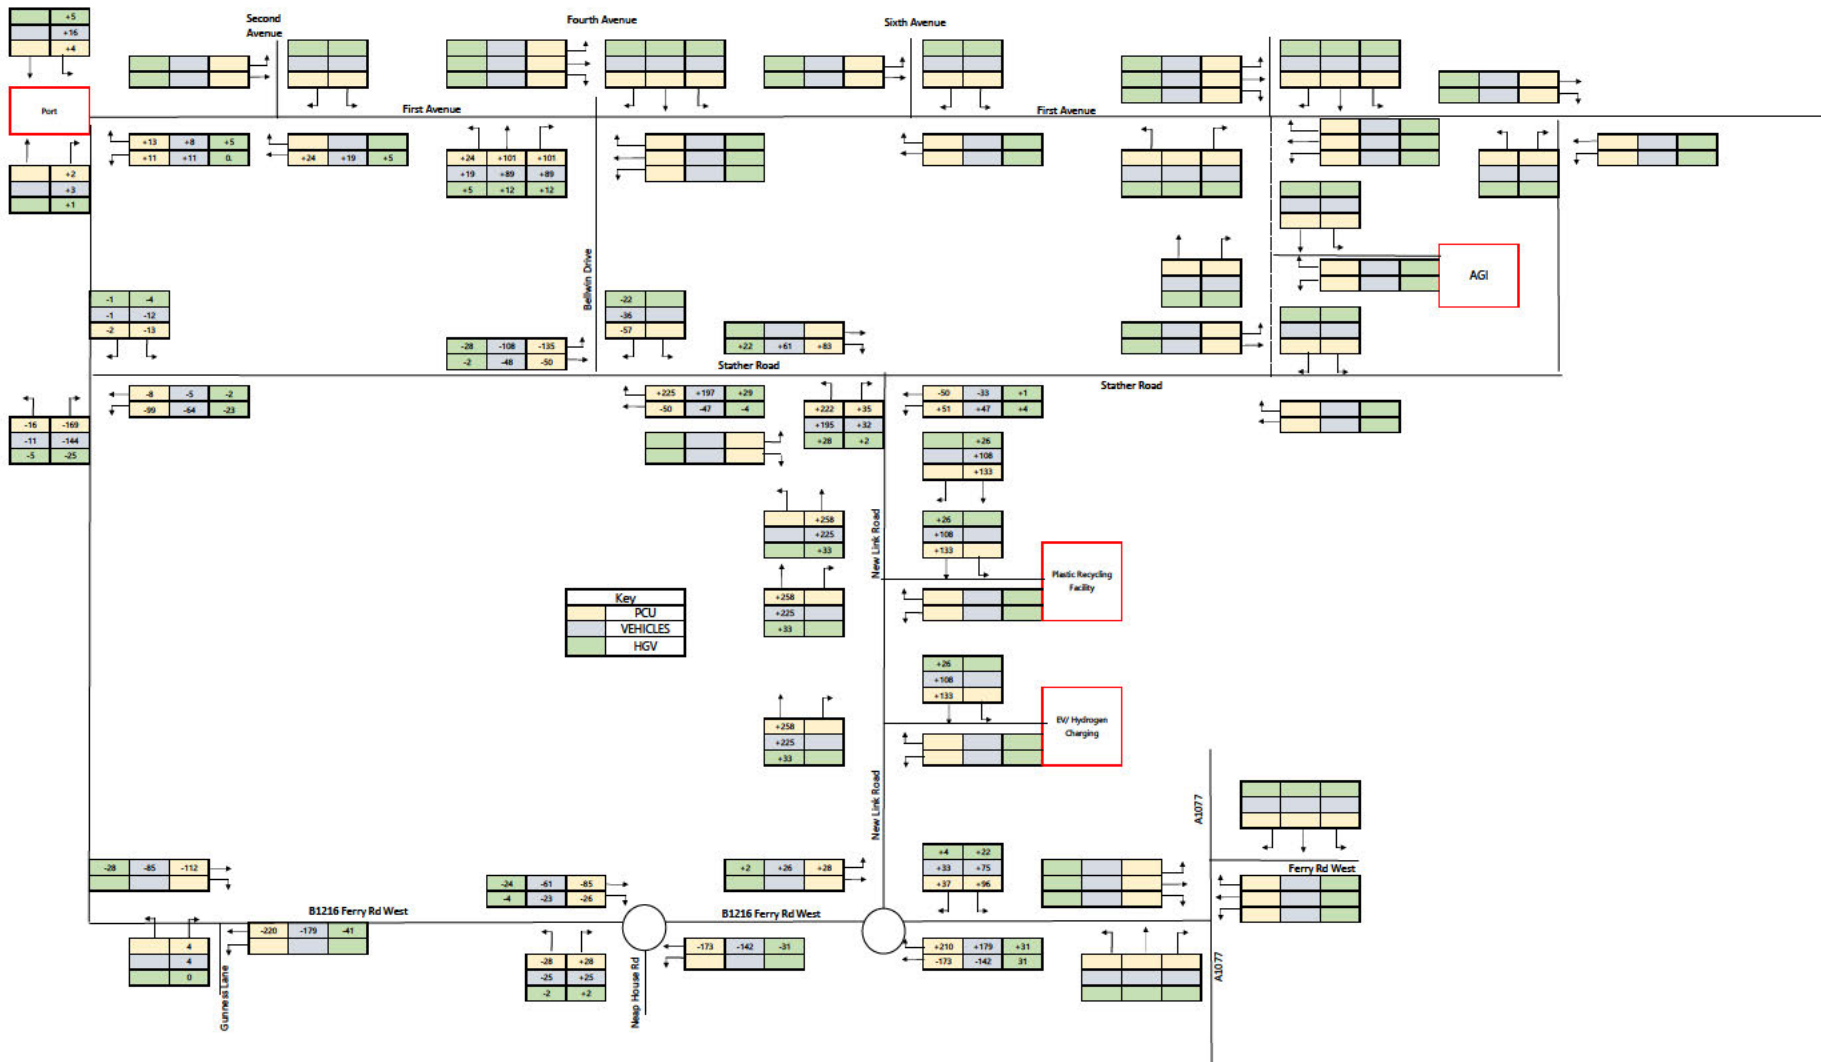 +5
+16
+4
Second
Avenue
Fourth Avenue
Sixth Avenue
Port
First Avenue
First Avenue
+13 +8 +5
+11 +11 0.
+24 +19 +5
+24 +101 +101
+19 +89 +89
+5 +12 +12
+2
+3
+1
Bellwin Drive
AGI
-1 -4
-1 -12
-2 -13
-22
-36
-57
-28 -108 -135
-2 -48 -50
+22 +61 +83
Stather Road
Stather Road
-8 -5 -2
-99 -64 -23
+225 +197 +29
-50 -47 -4
+222 +35
+195 +32
+28 +2
-50 -33 +1
+51 +47 +4
-16 -169
-11 -144
-5 -25
+26
+108
+133
+258
+225
+33
New Link Road
+26
+108
+133
Plastic Recycling
Facility
Key
PCU
VEHICLES
HGV
+258
+225
+33
+26
+108
+133
EV/ Hydrogen
Charging
+258
+225
+33
New Link Road
A1077
-28 -85 -112
-24 -61 -85
-4 -23 -26
+2 +26 +28
+4 +22
+33 +75
+37 +96
Ferry Rd West
B1216 Ferry Rd West
B1216 Ferry Rd West
4
4
0
-220 -179 -41
Gunness Lane
-28 +28
-25 +25
-2 +2
Neap House Rd
-173 -142 -31
+210 +179 +31
-173 -142 31
A1077